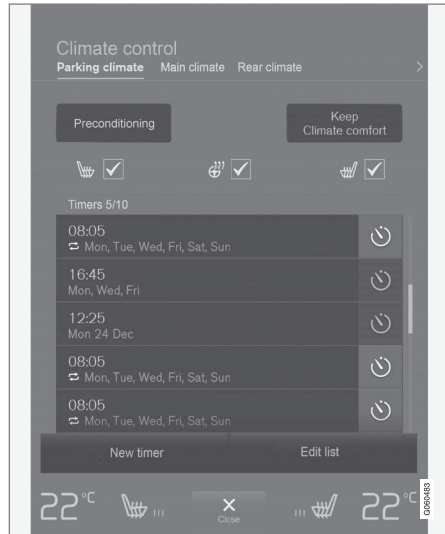 Climate control
Parking climate Main climate Rear climate
Preconditioning
Keep
Climate comfort
Timers 5/10
08:05
Mon, Tue, Wed, Fri, Sat, Sun
16:45
Mon, Wed, Fri
12:25
Mon 24 Dec
08:05
Mon, Tue, Wed, Fri, Sat, Sun
08:05
Mon, Tue, Wed, Fri, Sat, Sun
New timer Edit list
22°C
Close
22°C
G060483